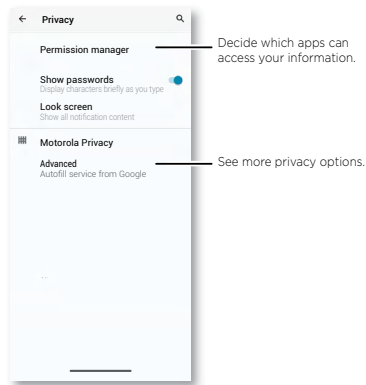 Privacy
Permission manager
Decide which apps can
access your information.
Show passwords
Display characters briefly as you type
Look screen
Show all notification content
Motorola Privacy
Advanced
See more privacy options.
Autofill service from Google